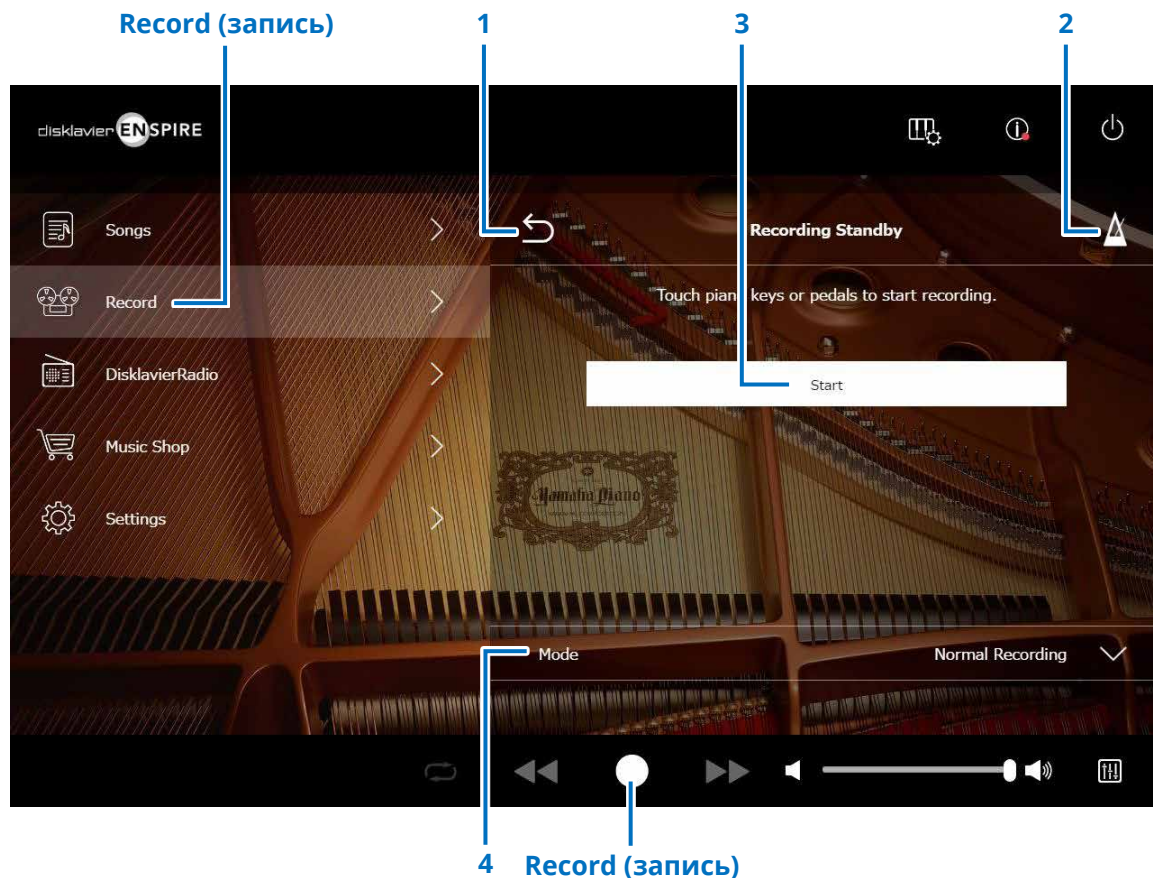 Record (запись) 1 3 2
disklavier ENSPIRE
Songs
Recording Standby
Record
Touch piano keys or pedals to start recording.
DisklavierRadio
Start
Music Shop
Yamaha Piano
Settings
Mode
Normal Recording
4 Record (запись)